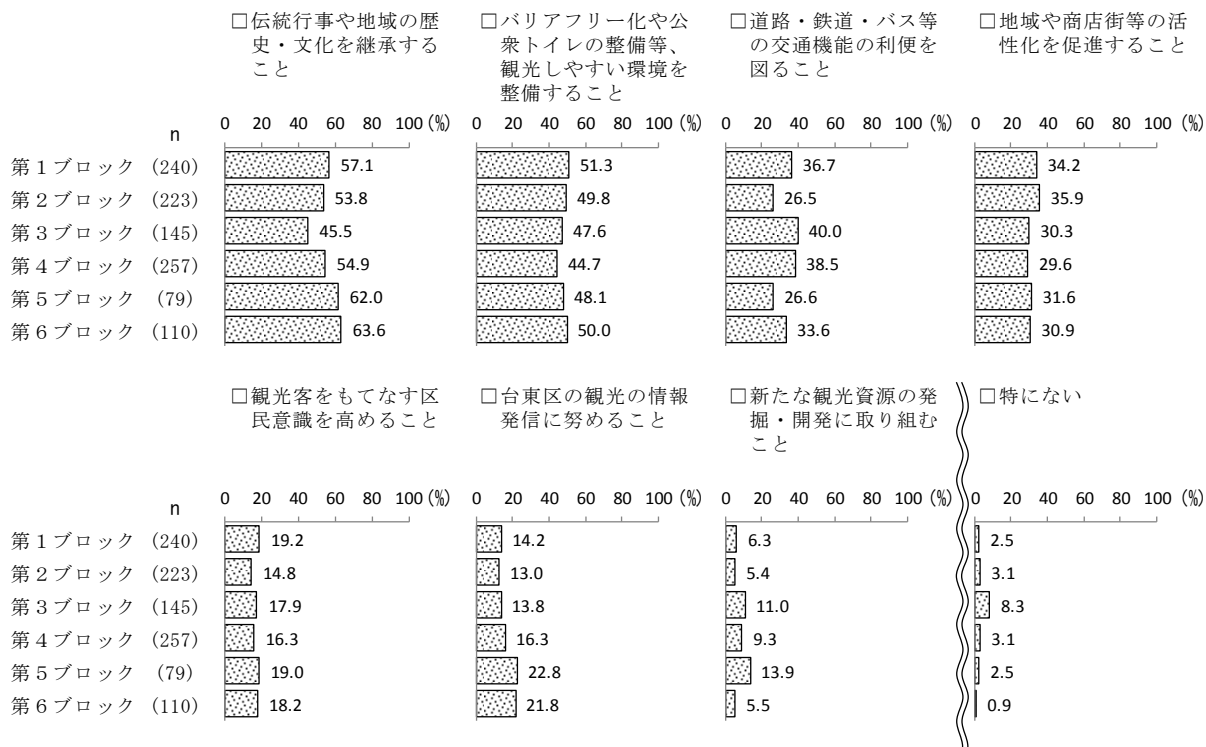 □伝統行事や地域の歴
史・文化を継承する
こと
□バリアフリー化や公
衆トイレの整備等、
観光しやすい環境を
整備すること
□道路・鉄道・バス等
の交通機能の利便を
図ること
□地域や商店街等の活
性化を促進すること
n 0 20 40 60 80 100(%) 0 20 40 60 80 100(%) 0 20 40 60 80 100(%) 0 20 40 60 80 100(%)
第1ブロック (240) 57.1 51.3 36.7 34.2
第2ブロック (223) 53.8 49.8 26.5 35.9
第3ブロック (145) 45.5 47.6 40.0 30.3
第4ブロック (257) 54.9 44.7 38.5 29.6
第5ブロック (79) 62.0 48.1 26.6 31.6
第6ブロック (110) 63.6 50.0 33.6 30.9
□観光客をもてなす区
民意識を高めること
□台東区の観光の情報
発信に努めること
□新たな観光資源の発
掘・開発に取り組む
こと
□特にない
n 0 20 40 60 80 100(%) 0 20 40 60 80 100(%) 0 20 40 60 80 100(%) 0 20 40 60 80 100(%)
第1ブロック (240) 19.2 14.2 6.3 2.5
第2ブロック (223) 14.8 13.0 5.4 3.1
第3ブロック (145) 17.9 13.8 11.0 8.3
第4ブロック (257) 16.3 16.3 9.3 3.1
第5ブロック (79) 19.0 22.8 13.9 2.5
第6ブロック (110) 18.2 21.8 5.5 0.9